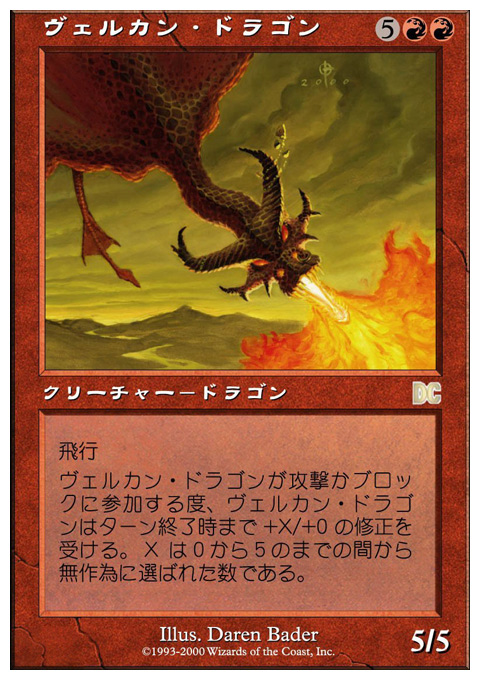 ヴェルカン・ドラゴン 5
2000
クリーチャーードラゴン DC
飛行
ヴェルカン・ドラゴンが攻撃かブロッ
クに参加する度、ヴェルカン・ドラゴ
ンはターン終了時まで +X/+0 の修正を
受ける。X は0から5のまでの間から
無作為に選ばれた数である。
Illus. Daren Bader
©1993-2000 Wizards of the Coast, Inc.
5/5